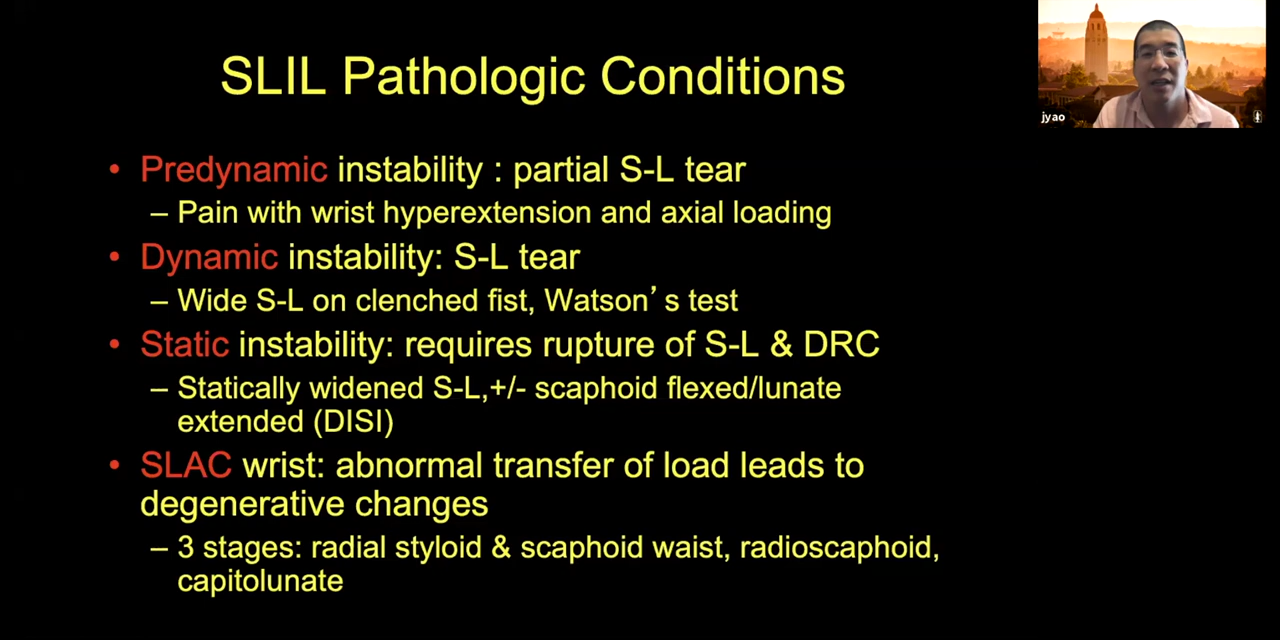 SLIL Pathologic Conditions
• Predynamic instability : partial S-L tear
– Pain with wrist hyperextension and axial loading
• Dynamic instability: S-L tear
– Wide S-L on clenched fist, Watson’s test
• Static instability: requires rupture of S-L & DRC
– Statically widened S-L,+/- scaphoid flexed/lunate
extended (DISI)
• SLAC wrist: abnormal transfer of load leads to
degenerative changes
– 3 stages: radial styloid & scaphoid waist, radioscaphoid,
capitolunate
jyao